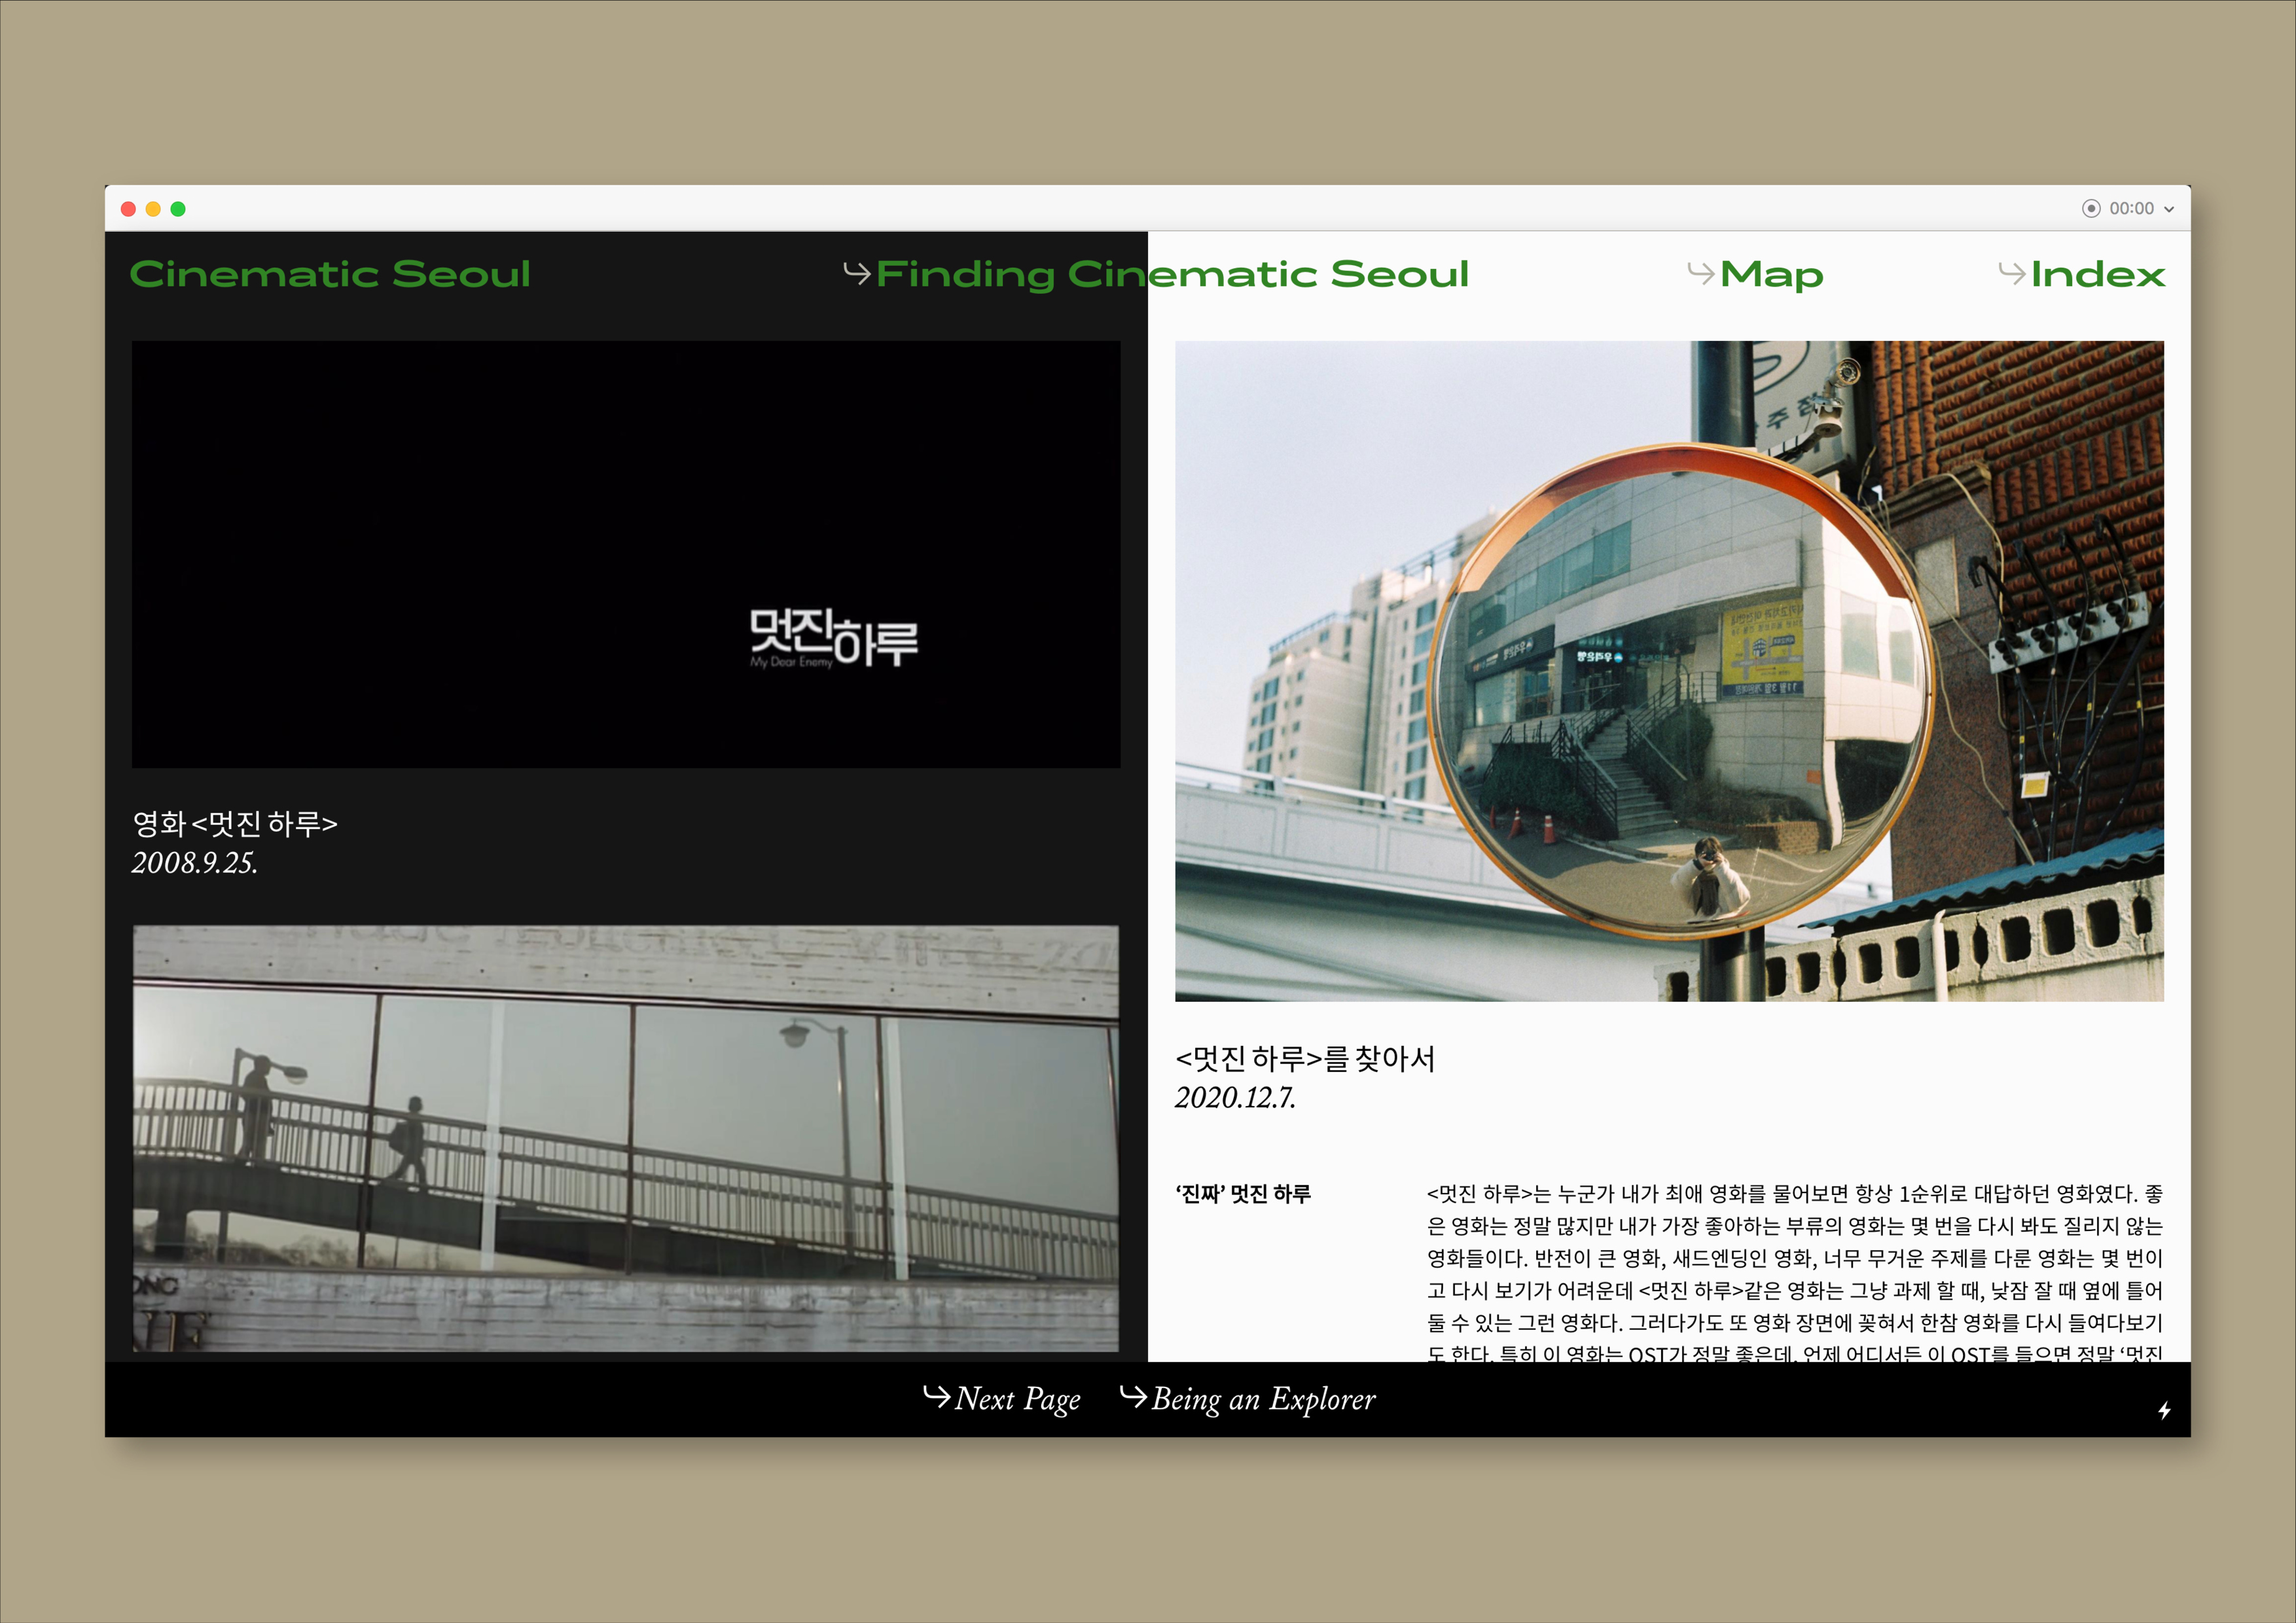 00:00
Cinematic Seoul
↪Finding Cinematic Seoul
↪Map
↪Index
멋진하루
My Dear Enemy
영화 <멋진 하루>
2008.9.25.
ONG
주점
우리은행
<멋진 하루>를 찾아서
2020.12.7.
‘진짜’ 멋진 하루
<멋진 하루>는 누군가 내가 최애 영화를 물어보면 항상 1순위로 대답하던 영화였다. 좋
은 영화는 정말 많지만 내가 가장 좋아하는 부류의 영화는 몇 번을 다시 봐도 질리지 않는
영화들이다. 반전이 큰 영화, 새드엔딩인 영화, 너무 무거운 주제를 다룬 영화는 몇 번이
고 다시 보기가 어려운데 <멋진 하루>같은 영화는 그냥 과제 할 때, 낮잠 잘 때 옆에 틀어
둘 수 있는 그런 영화다. 그러다가도 또 영화 장면에 꽂혀서 한참 영화를 다시 들여다보기
도 한다. 특히 이 영화는 OST가 정말 좋은데, 언제 어디서든 이 OST를 들으면 정말 ‘멋진
↪Next Page
↪Being an Explorer